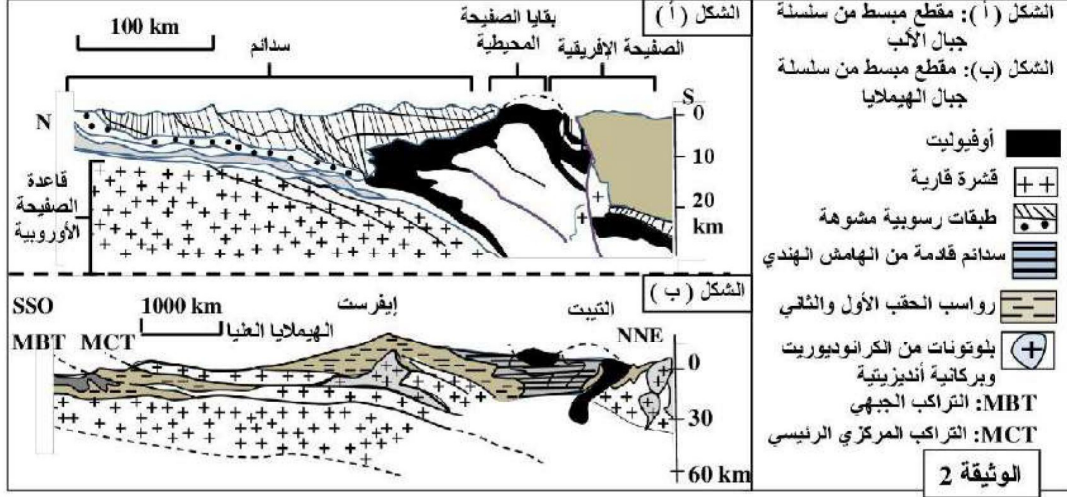 الشكل ( أ ): مقطع مبسط من سلسلة
جبال الألب
الشكل (ب): مقطع مبسط من سلسلة
جبال الهيملايا
أوفيوليت
قشرة قارية
طبقات رسوبية مشوهة
سدائم قادمة من الهامش الهندي
رواسب الحقب الأول والثاني
بلوتونات من الكرانوديوريت
وبركانية أنديزيتية
MBT: التراكب الجبهي
MCT: التراكب المركزي الرئيسي
الوثيقة 2
الشكل ( أ )
100 km
سدائم
بقايا الصفيحة
المحيطية
الصفيحة الإفريقية
N
S
0
10
20
km
قاعدة
الصفيحة
الأوروبية
الشكل ( ب )
SSO
1000 km
إيفرست
التيبت
NNE
MBT MCT
الهيملايا العليا
0
30
60 km